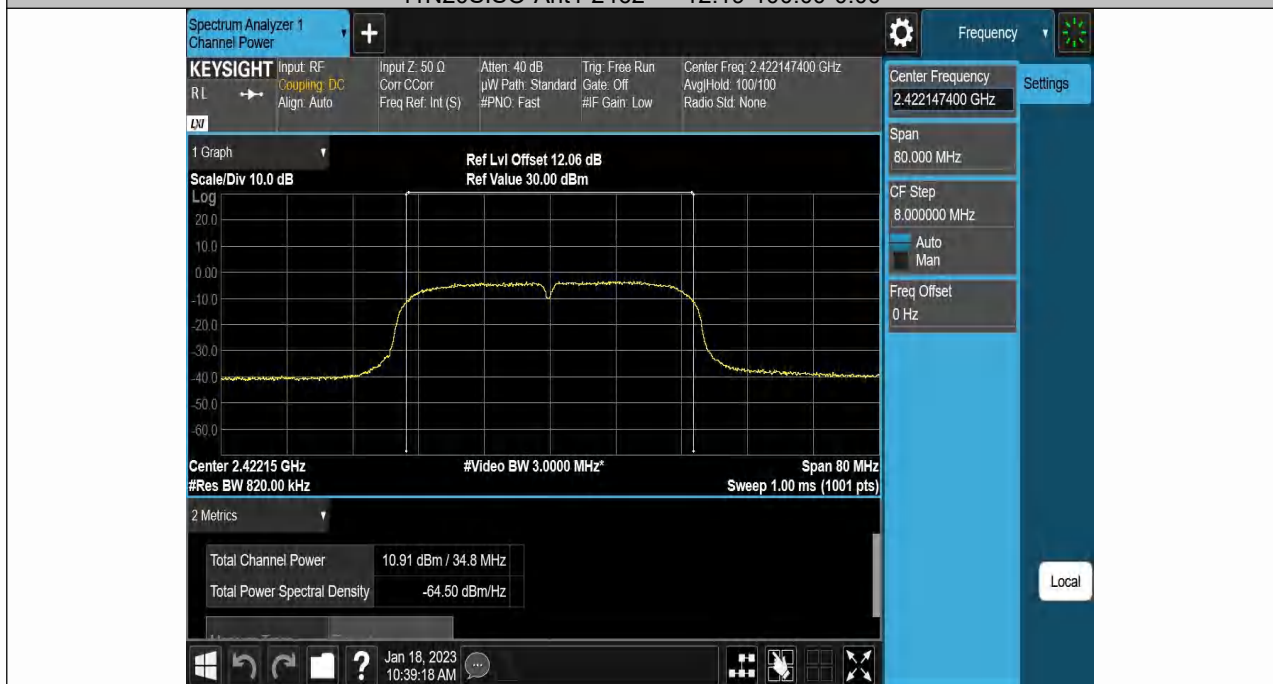 Spectrum Analyzer 1
Channel Power
Frequency
KEYSIGHT
R L
LXI
Input: RF
Coupling: DC
Align: Auto
Input Z: 50 Ω
Corr CCorr
Freq Ref: Int (S)
Atten: 40 dB
µW Path: Standard
#PNO: Fast
Trig: Free Run
Gate: Off
#IF Gain: Low
Center Freq: 2.422147400 GHz
Avg|Hold: 100/100
Radio Std: None
Center Frequency
2.422147400 GHz
Settings
Span
80.000 MHz
CF Step
8.000000 MHz
Auto
Man
Freq Offset
0 Hz
1 Graph
Ref Lvl Offset 12.06 dB
Scale/Div 10.0 dB
Ref Value 30.00 dBm
Log
20.0
10.0
0.00
-10.0
-20.0
-30.0
-40.0
-50.0
-60.0
Center 2.42215 GHz
#Video BW 3.0000 MHz*
Span 80 MHz
#Res BW 820.00 kHz
Sweep 1.00 ms (1001 pts)
2 Metrics
Total Channel Power
10.91 dBm / 34.8 MHz
Total Power Spectral Density
-64.50 dBm/Hz
Local
?
Jan 18, 2023
10:39:18 AM